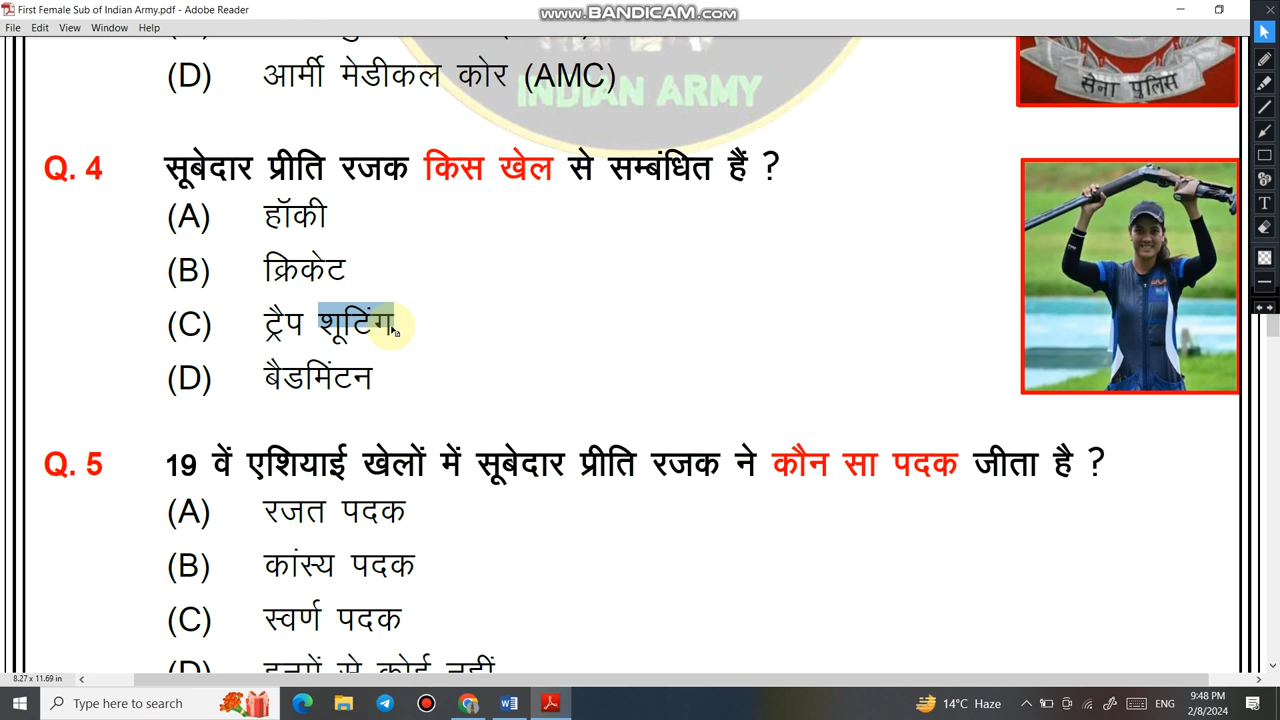 First Female Sub of Indian Army.pdf - Adobe Reader
www.BANDICAM.com
File Edit View Window Help
(D) आर्मी मेडीकल कोर (AMC)
INDIAN ARMY
सेना पुलिस
Q. 4 सूबेदार प्रीति रजक किस खेल से सम्बंधित हैं ?
(A) हॉकी
(B) क्रिकेट
(C) ट्रैप शूटिंग
(D) बैडमिंटन
Q. 5 19 वें एशियाई खेलों में सूबेदार प्रीति रजक ने कौन सा पदक जीता है ?
(A) रजत पदक
(B) कांस्य पदक
(C) स्वर्ण पदक
(D) इनमें से कोई नहीं
8.27 x 11.69 in
Type here to search
14°C Haze
ENG
9:48 PM
2/8/2024